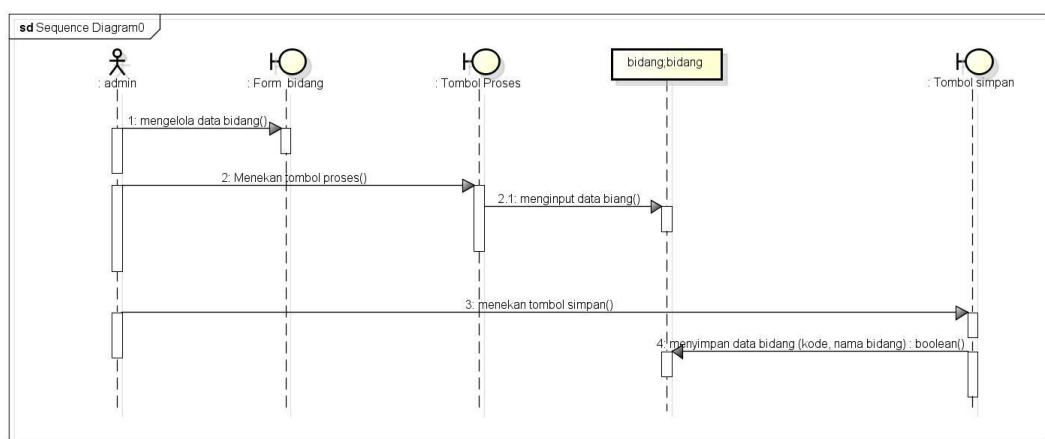 sd Sequence Diagram0
: admin
: Form bidang
: Tombol Proses
bidang;bidang
: Tombol simpan
1: mengelola data bidang()
2: Menekan tombol proses()
2.1: menginput data biang()
3: menekan tombol simpan()
4: menyimpan data bidang (kode, nama bidang) : boolean()